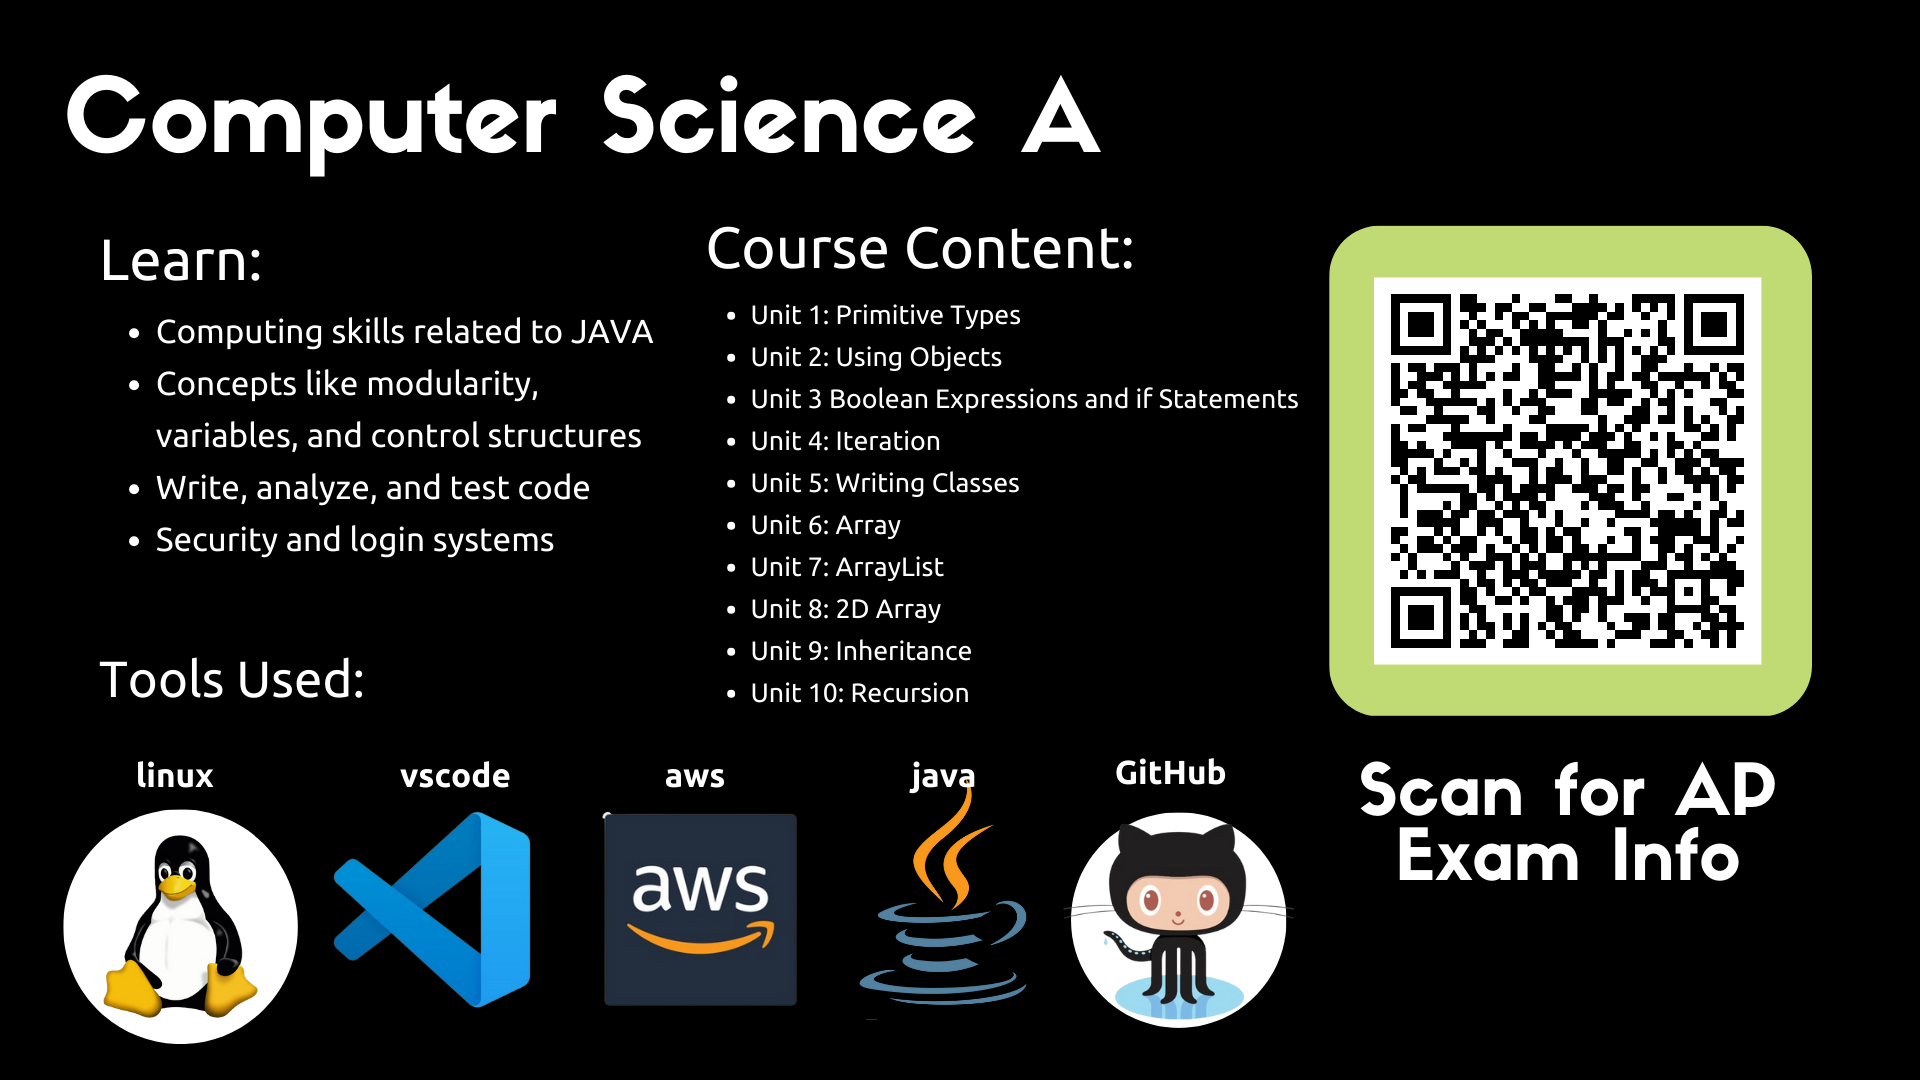 Computer Science A
Learn:
• Computing skills related to JAVA
• Concepts like modularity,
variables, and control structures
• Write, analyze, and test code
• Security and login systems
Course Content:
• Unit 1: Primitive Types
• Unit 2: Using Objects
• Unit 3 Boolean Expressions and if Statements
• Unit 4: Iteration
• Unit 5: Writing Classes
• Unit 6: Array
• Unit 7: ArrayList
• Unit 8: 2D Array
• Unit 9: Inheritance
• Unit 10: Recursion
Tools Used:
linux
vscode
aws
java
GitHub
aws
Scan for AP
Exam Info